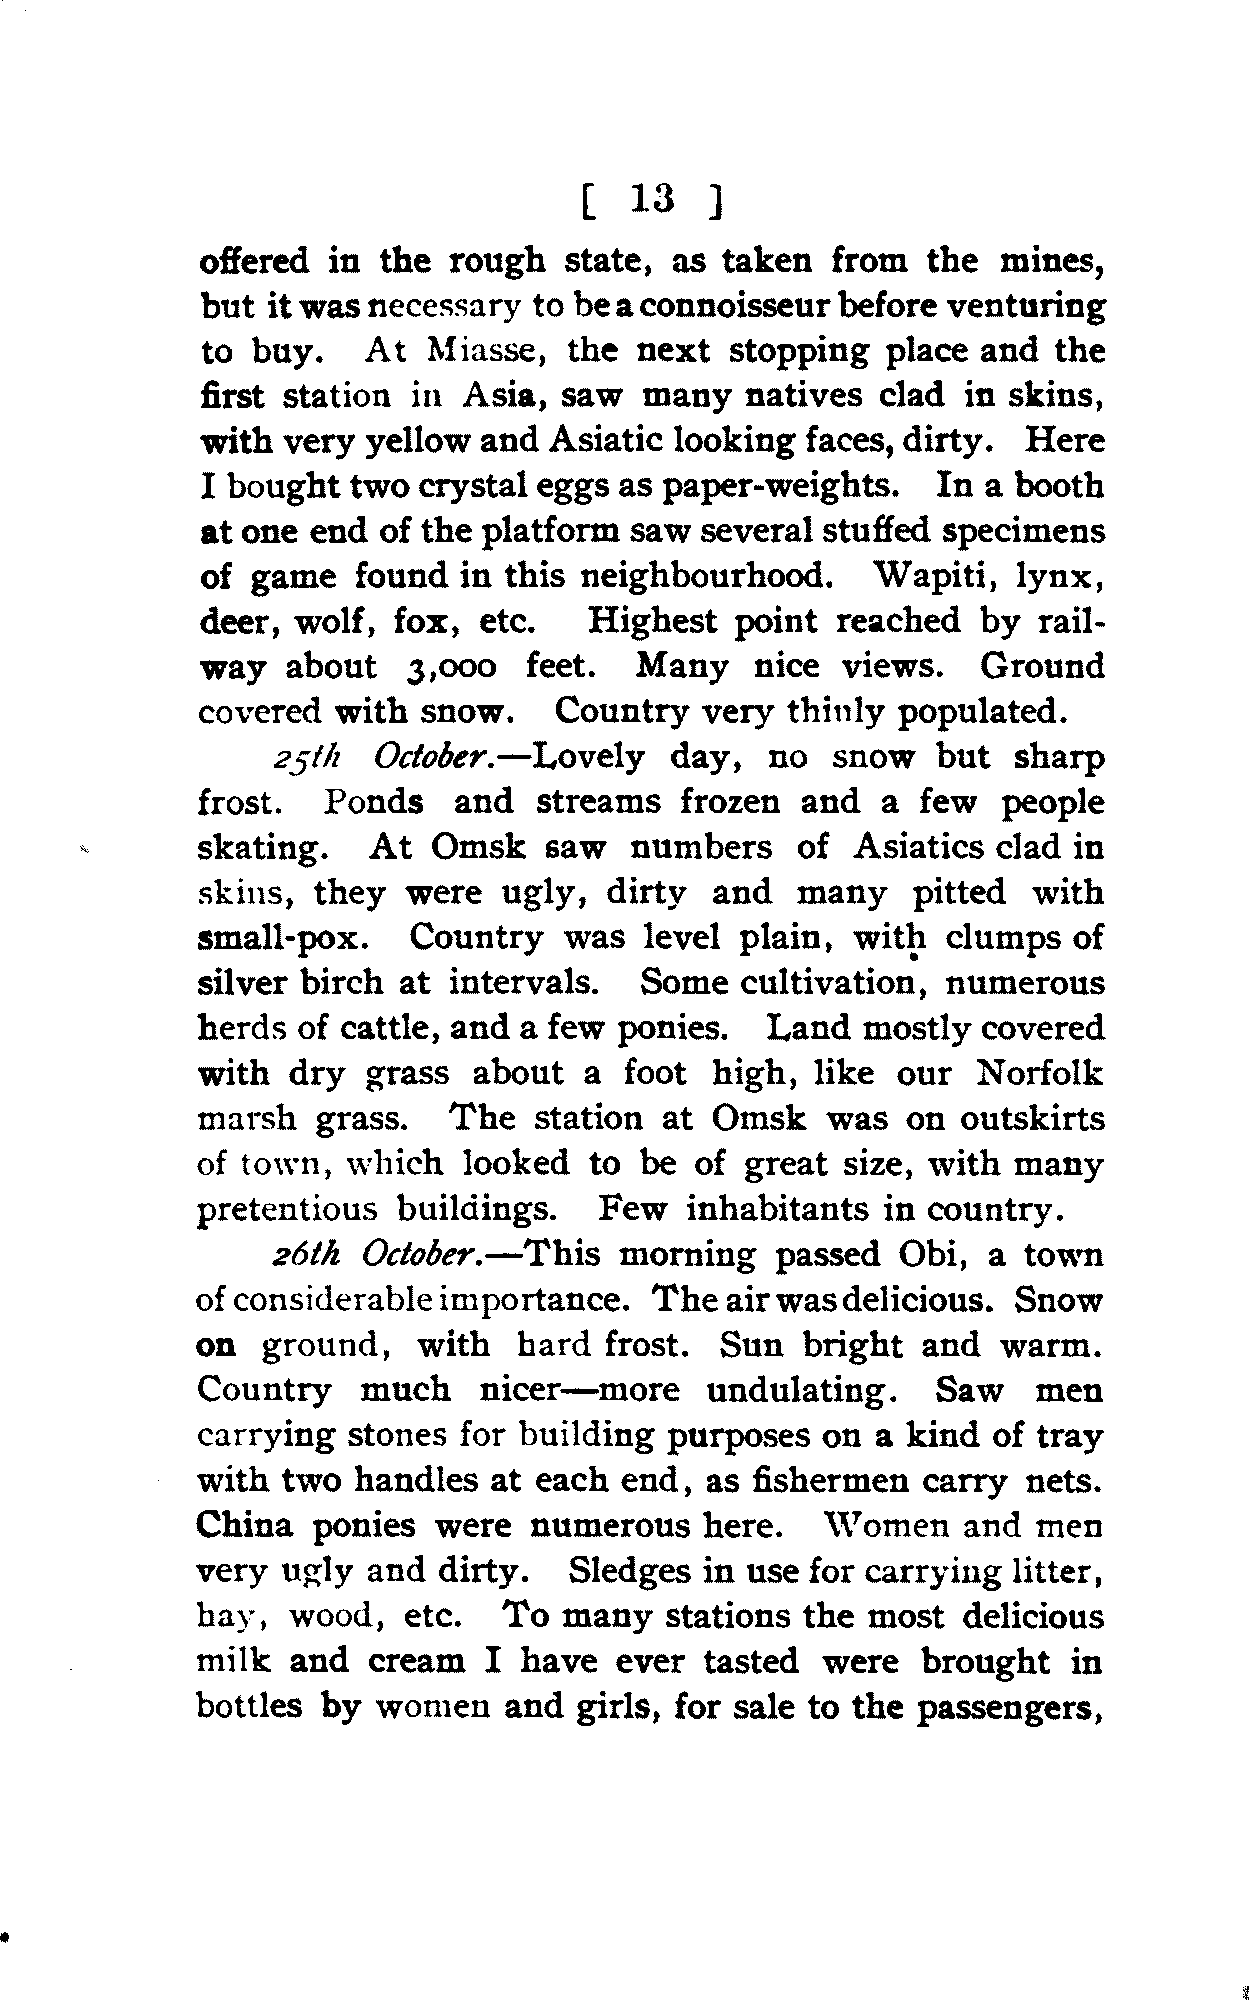 [ 13 ]
offered in the rough state, as taken from the mines,
but it was necessary to be a connoisseur before venturing
to buy. At Miasse, the next stopping place and the
first station in Asia, saw many natives clad in skins,
with very yellow and Asiatic looking faces, dirty. Here
I bought two crystal eggs as paper-weights. In a booth
at one end of the platform saw several stuffed specimens
of game found in this neighbourhood. Wapiti, lynx,
deer, wolf, fox, etc. Highest point reached by rail-
way about 3,000 feet. Many nice views. Ground
covered with snow. Country very thinly populated.
25th October.—Lovely day, no snow but sharp
frost. Ponds and streams frozen and a few people
skating. At Omsk saw numbers of Asiatics clad in
skins, they were ugly, dirty and many pitted with
small-pox. Country was level plain, with clumps of
silver birch at intervals. Some cultivation, numerous
herds of cattle, and a few ponies. Land mostly covered
with dry grass about a foot high, like our Norfolk
marsh grass. The station at Omsk was on outskirts
of town, which looked to be of great size, with many
pretentious buildings. Few inhabitants in country.
26th October.—This morning passed Obi, a town
of considerable importance. The air was delicious. Snow
on ground, with hard frost. Sun bright and warm.
Country much nicer—more undulating. Saw men
carrying stones for building purposes on a kind of tray
with two handles at each end, as fishermen carry nets.
China ponies were numerous here. Women and men
very ugly and dirty. Sledges in use for carrying litter,
hay, wood, etc. To many stations the most delicious
milk and cream I have ever tasted were brought in
bottles by women and girls, for sale to the passengers,